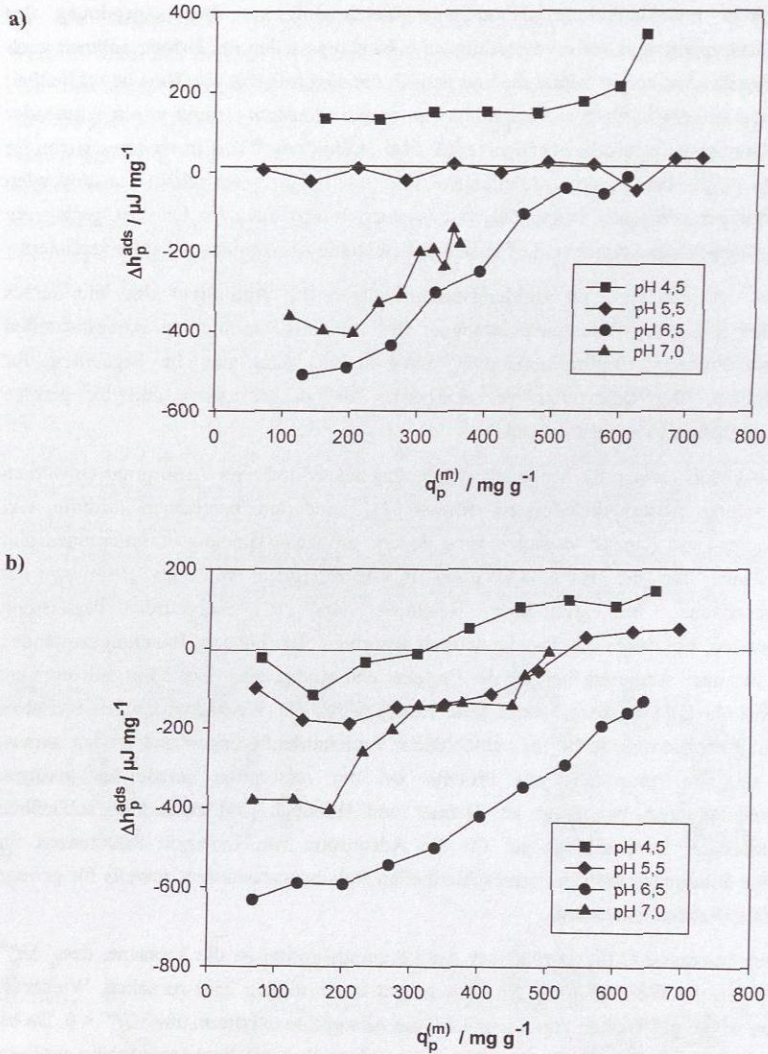 a)
400
200
0
-200
-400
-600
Δh_p^ads / µJ mg⁻¹
pH 4,5
pH 5,5
pH 6,5
pH 7,0
0 100 200 300 400 500 600 700 800
q_p^(m) / mg g⁻¹
b)
200
0
-200
-400
-600
-800
Δh_p^ads / µJ mg⁻¹
pH 4,5
pH 5,5
pH 6,5
pH 7,0
0 100 200 300 400 500 600 700 800
q_p^(m) / mg g⁻¹